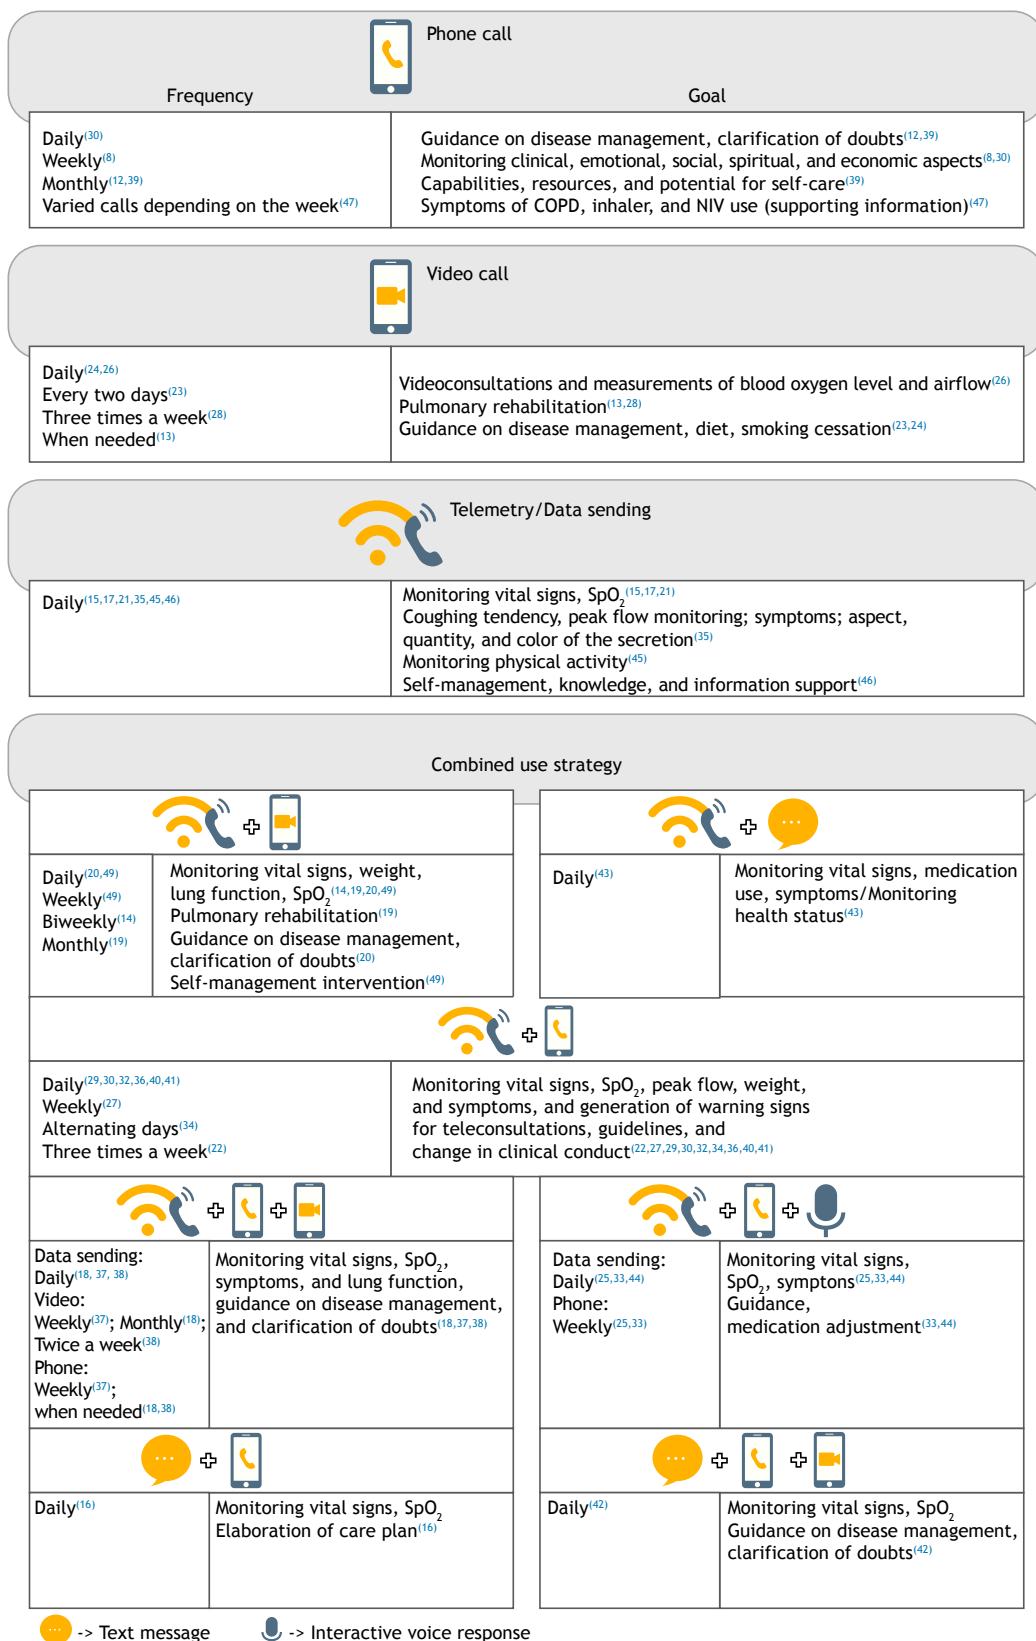 Phone call
Frequency
Goal
Daily(30)
Weekly(8)
Monthly(12,39)
Varied calls depending on the week(47)
Guidance on disease management, clarification of doubts(12,39)
Monitoring clinical, emotional, social, spiritual, and economic aspects(8,30)
Capabilities, resources, and potential for self-care(39)
Symptoms of COPD, inhaler, and NIV use (supporting information)(47)
Video call
Daily(24,26)
Every two days(23)
Three times a week(28)
When needed(13)
Videoconsultations and measurements of blood oxygen level and airflow(26)
Pulmonary rehabilitation(13,28)
Guidance on disease management, diet, smoking cessation(23,24)
Telemetry/Data sending
Daily(15,17,21,35,45,46)
Monitoring vital signs, SpO2(15,17,21)
Coughing tendency, peak flow monitoring; symptoms; aspect,
quantity, and color of the secretion(35)
Monitoring physical activity(45)
Self-management, knowledge, and information support(46)
Combined use strategy
Daily(20,49)
Weekly(49)
Biweekly(14)
Monthly(19)
Monitoring vital signs, weight,
lung function, SpO2(14,19,20,49)
Pulmonary rehabilitation(19)
Guidance on disease management,
clarification of doubts(20)
Self-management intervention(49)
Daily(43)
Monitoring vital signs, medication
use, symptoms/Monitoring
health status(43)
Daily(29,30,32,36,40,41)
Weekly(27)
Alternating days(34)
Three times a week(22)
Monitoring vital signs, SpO2, peak flow, weight,
and symptoms, and generation of warning signs
for teleconsultations, guidelines, and
change in clinical conduct(22,27,29,30,32,34,36,40,41)
Data sending:
Daily(18, 37, 38)
Video:
Weekly(37); Monthly(18);
Twice a week(38)
Phone:
Weekly(37);
when needed(18,38)
Monitoring vital signs, SpO2,
symptoms, and lung function,
guidance on disease management,
and clarification of doubts(18,37,38)
Data sending:
Daily(25,33,44)
Phone:
Weekly(25,33)
Monitoring vital signs,
SpO2, symptons(25,33,44)
Guidance,
medication adjustment(33,44)
Daily(16)
Monitoring vital signs, SpO2
Elaboration of care plan(16)
Daily(42)
Monitoring vital signs, SpO2
Guidance on disease management,
clarification of doubts(42)
-> Text message
-> Interactive voice response